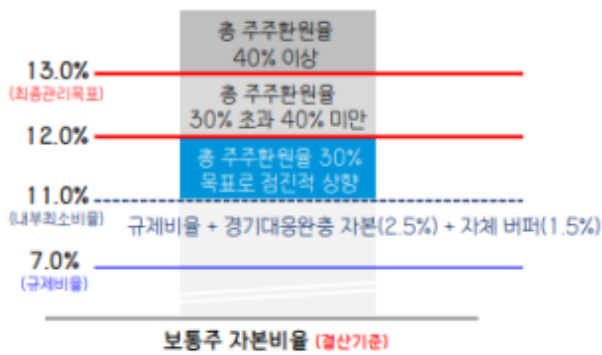 총 주주환원율
40% 이상
13.0%
(최종관리목표)
총 주주환원율
30% 초과 40% 미만
12.0%
총 주주환원율 30%
목표로 점진적 상향
11.0%
(내부최소비율)
규제비율 + 경기대응완충 자본(2.5%) + 자체 버퍼(1.5%)
7.0%
(규제비율)
보통주 자본비율 (결산기준)